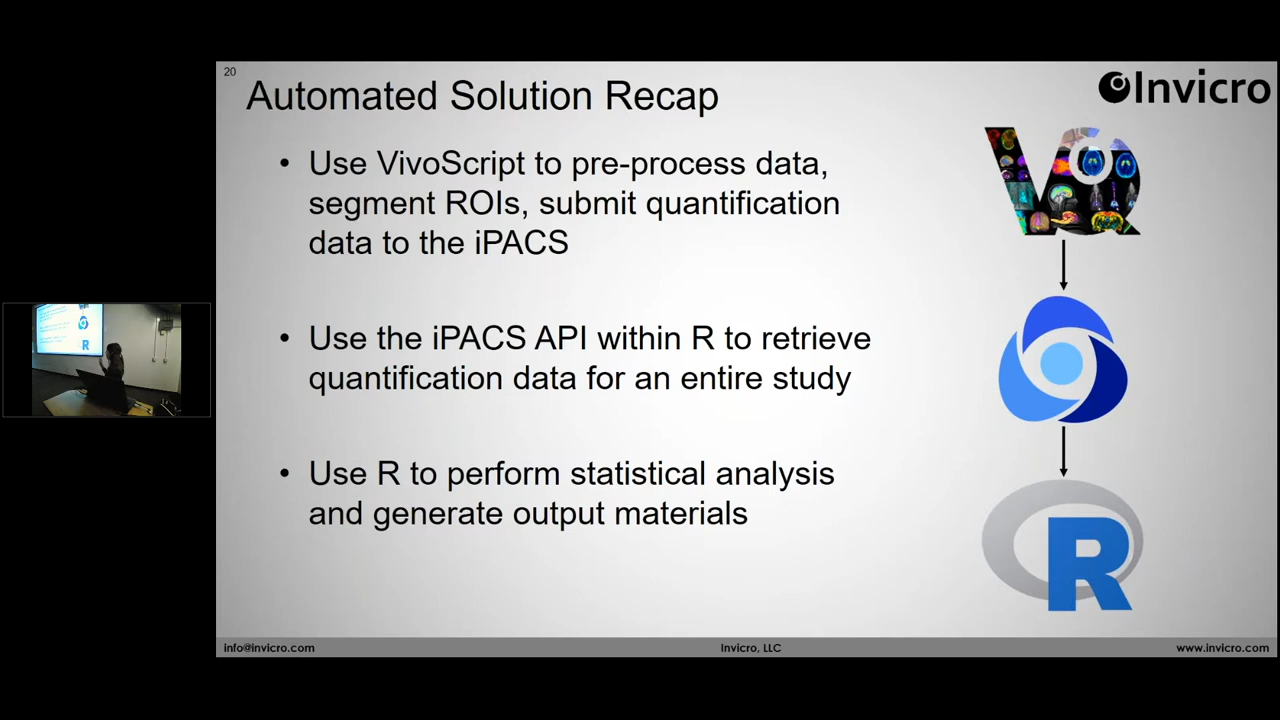 20
Automated Solution Recap
Invicro
• Use VivoScript to pre-process data,
segment ROIs, submit quantification
data to the iPACS
VQ
• Use the iPACS API within R to retrieve
quantification data for an entire study
• Use R to perform statistical analysis
and generate output materials
R
info@invicro.com
Invicro, LLC
www.invicro.com